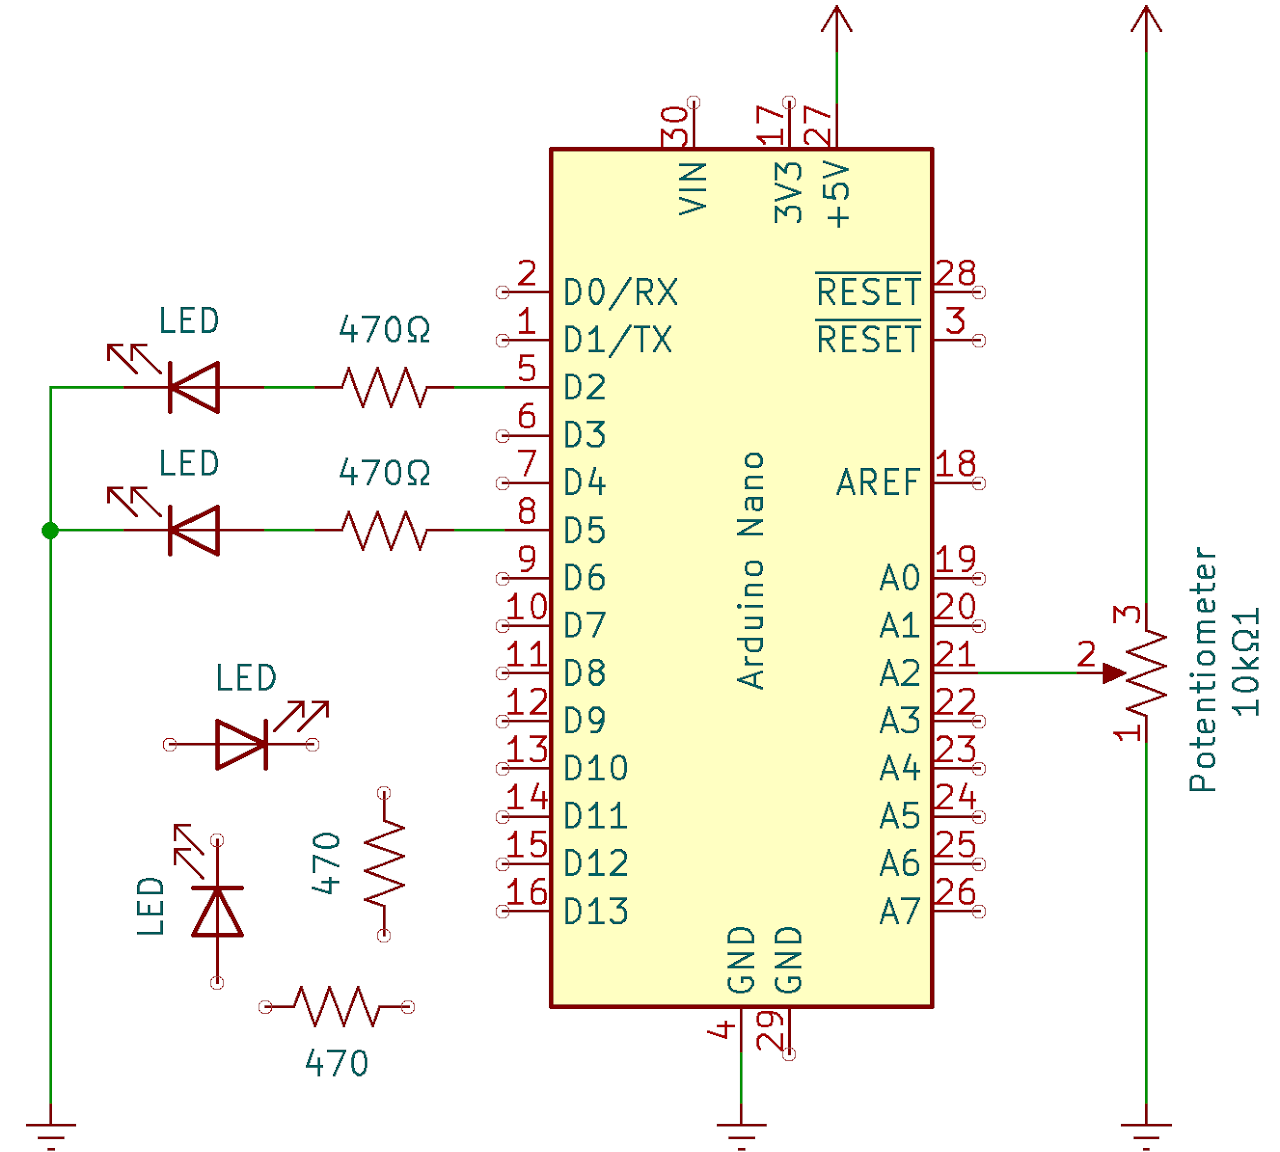 30
17
27
VIN
3V3
+5V
2
D0/RX
RESET
28
1
D1/TX
RESET
3
LED
470Ω
5
D2
6
D3
LED
470Ω
7
D4
AREF
18
8
D5
Arduino Nano
9
D6
A0
19
10
D7
A1
20
11
D8
A2
21
2
3
1
Potentiometer
10kΩ1
LED
12
D9
A3
22
13
D10
A4
23
14
D11
A5
24
470
15
D12
A6
25
LED
16
D13
A7
26
GND
GND
4
29
470